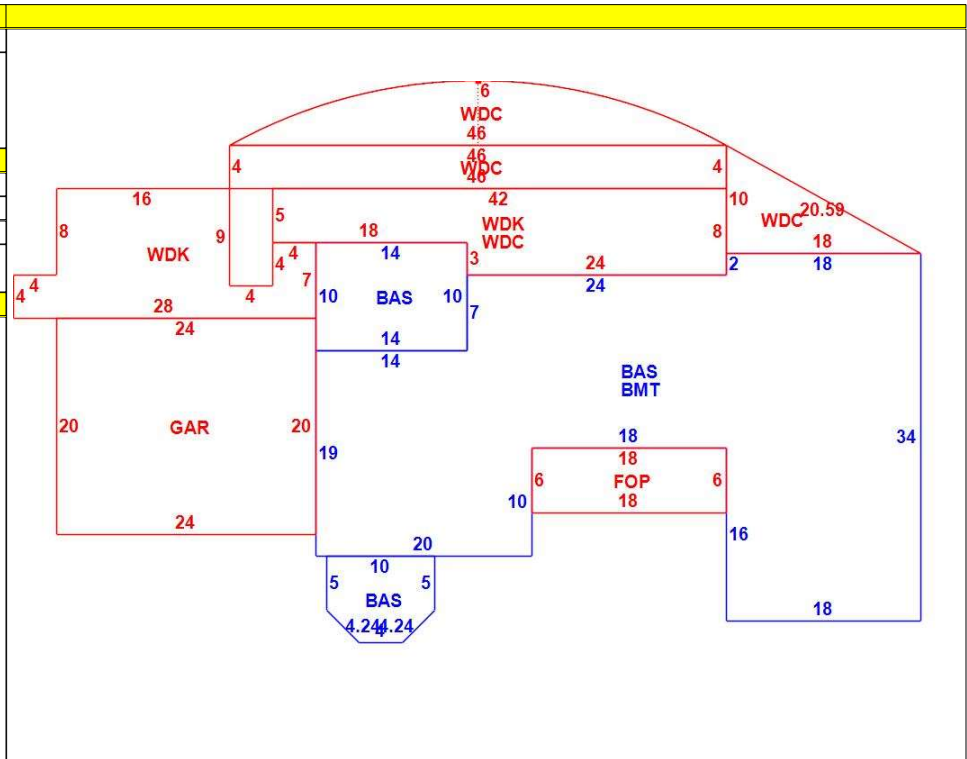 6
WDC
46
4 46 4
WDC
46
16 42 10
5 20.59
8 9 WDK WDC
WDK 18 WDC 8 18
4 14 3 24 2 18
4 4 4 7 24
4 10 BAS 10
28 7
24 14
14 BAS
BMT
20 GAR 20 19 18 34
18
6 FOP 6
10 18
24 16
20
10
5 5
BAS 18
4.24 4 4.24